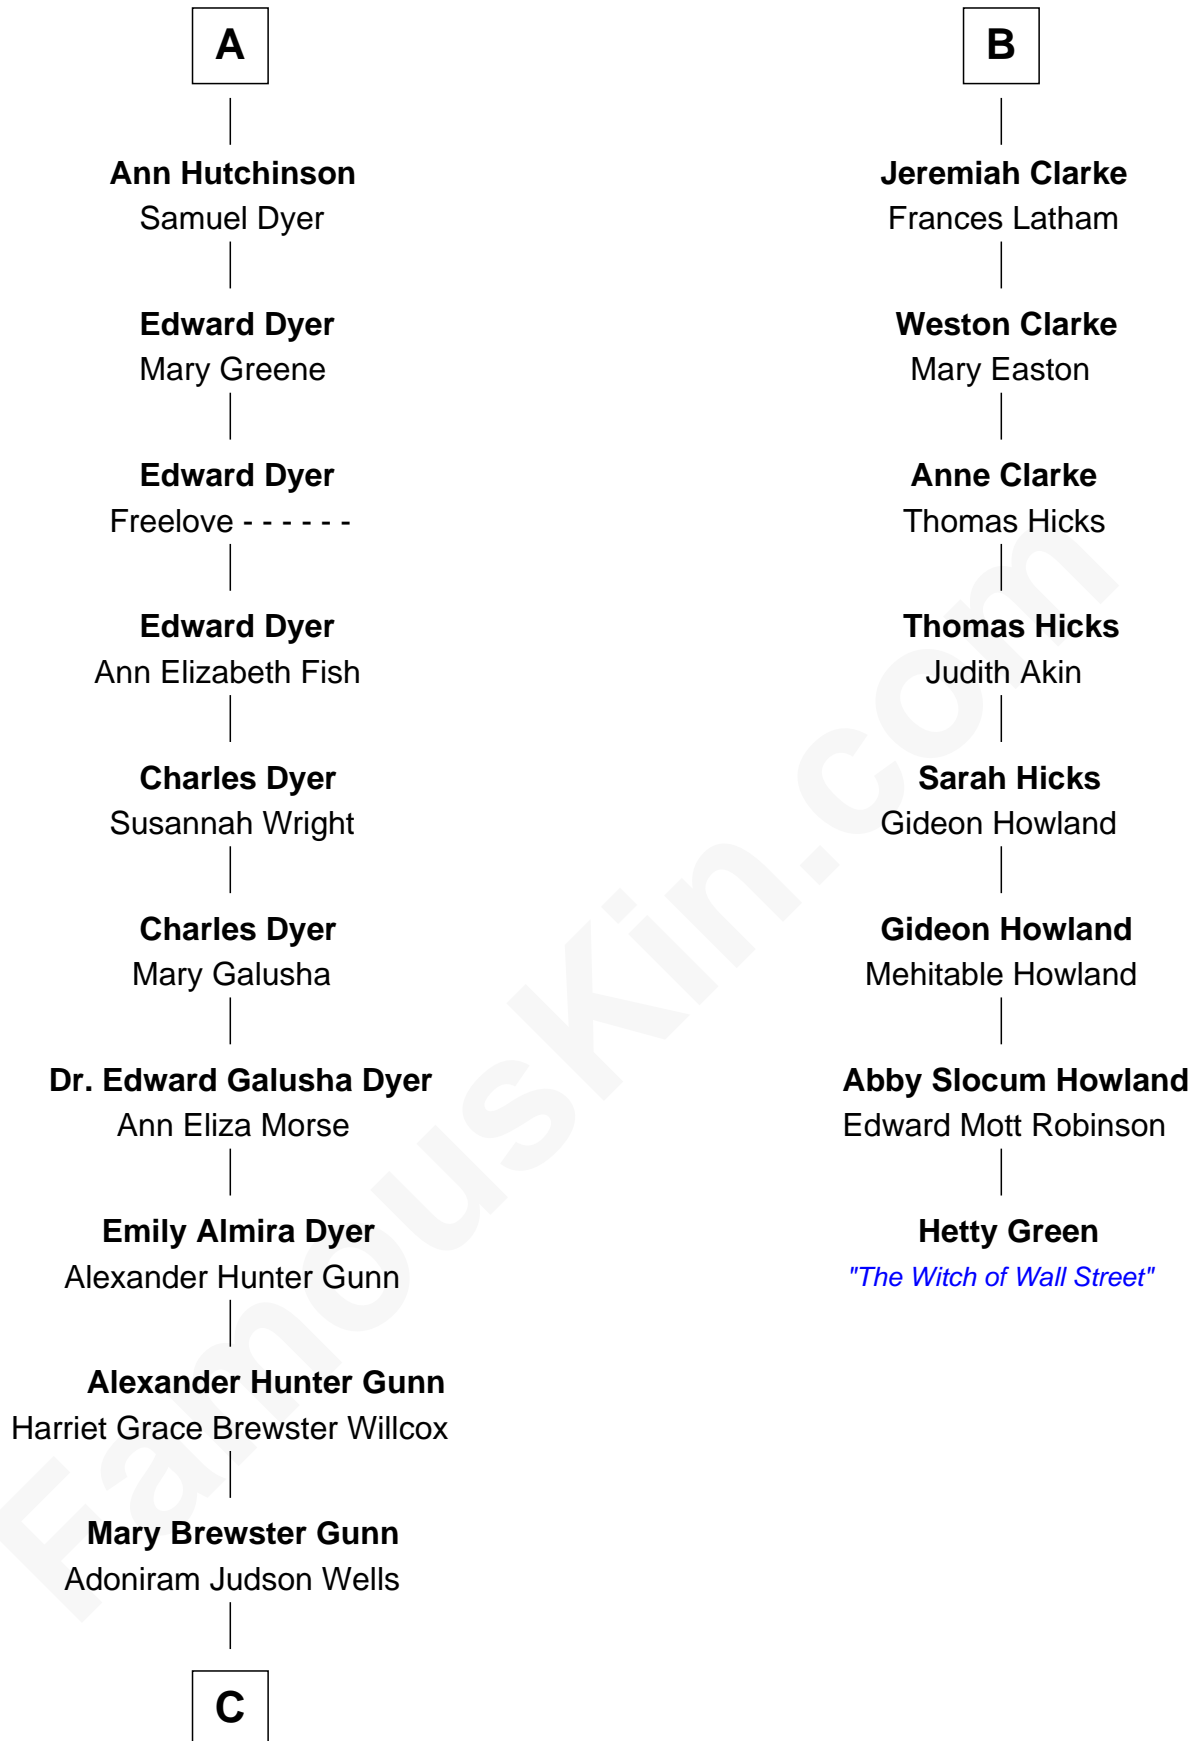 A
Ann Hutchinson
Samuel Dyer
Edward Dyer
Mary Greene
Edward Dyer
Freelove - - - - - -
Edward Dyer
Ann Elizabeth Fish
Charles Dyer
Susannah Wright
Charles Dyer
Mary Galusha
Dr. Edward Galusha Dyer
Ann Eliza Morse
Emily Almira Dyer
Alexander Hunter Gunn
Alexander Hunter Gunn
Harriet Grace Brewster Willcox
Mary Brewster Gunn
Adoniram Judson Wells
C
B
Jeremiah Clarke
Frances Latham
Weston Clarke
Mary Easton
Anne Clarke
Thomas Hicks
Thomas Hicks
Judith Akin
Sarah Hicks
Gideon Howland
Gideon Howland
Mehitable Howland
Abby Slocum Howland
Edward Mott Robinson
Hetty Green
"The Witch of Wall Street"
FamousKin.com